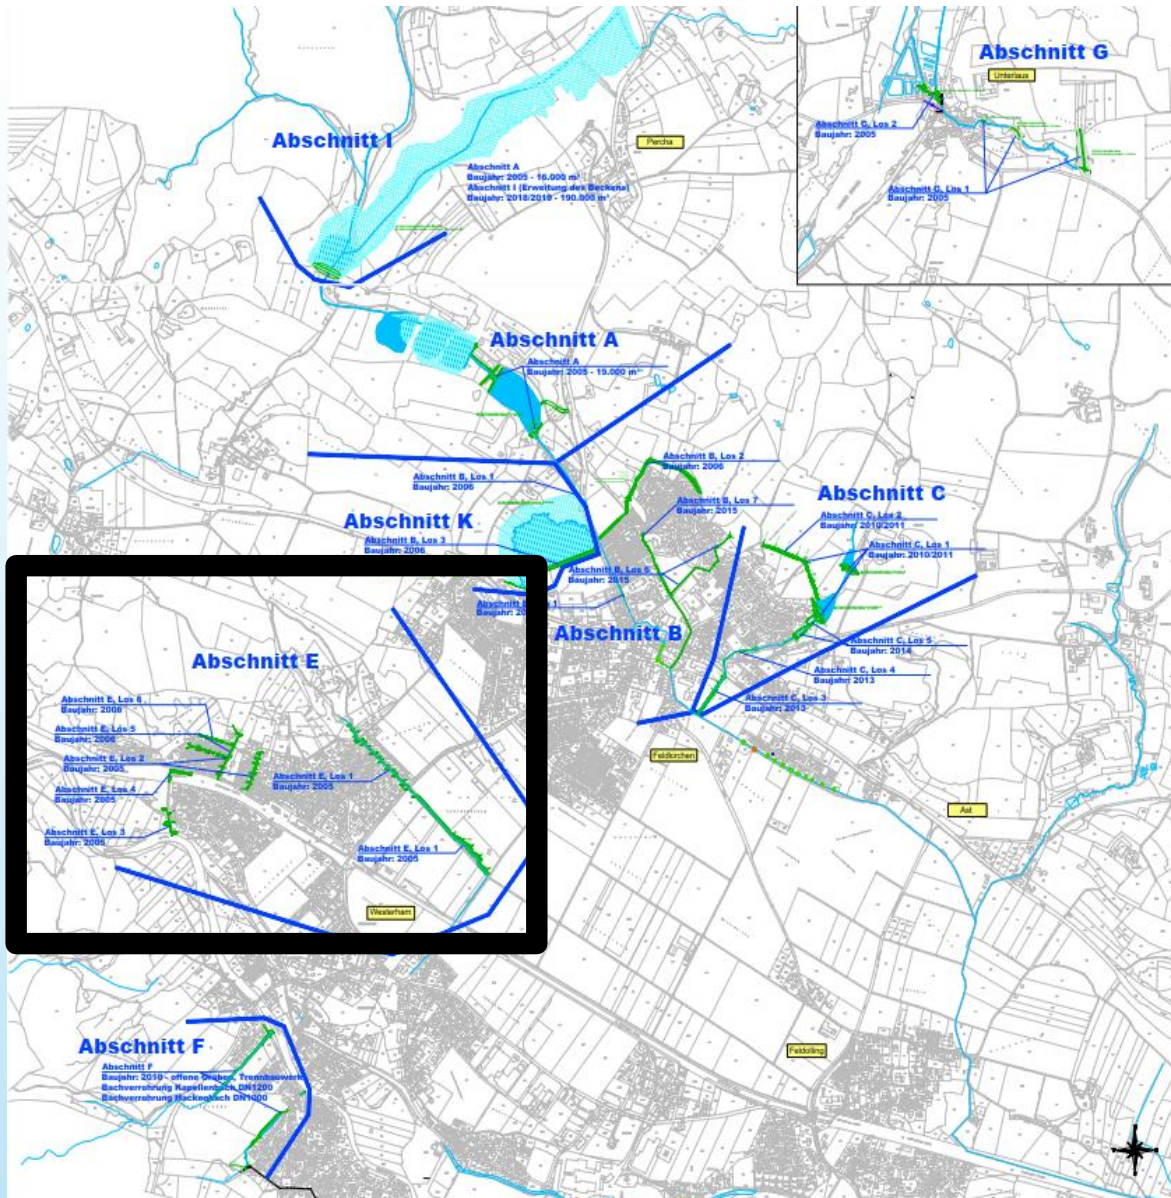 Abschnitt G
Unterlaus
Abschnitt G, Los 2
Baujahr: 2005
Abschnitt G, Los 1
Baujahr: 2005
Abschnitt I
Percha
Abschnitt A
Baujahr: 2005 - 16.000 m³
Abschnitt I (Erweitung des Beckens)
Baujahr: 2018/2019 - 190.000 m³
Abschnitt A
Abschnitt A
Baujahr: 2005 - 19.000 m³
Abschnitt B, Los 1
Baujahr: 2006
Abschnitt B, Los 2
Baujahr: 2006
Abschnitt B, Los 7
Baujahr: 2015
Abschnitt C
Abschnitt C, Los 2
Baujahr: 2010/2011
Abschnitt C, Los 1
Baujahr: 2010/2011
Abschnitt K
Abschnitt B, Los 3
Baujahr: 2006
Abschnitt B, Los 6
Baujahr: 2015
Abschnitt B
Abschnitt C, Los 5
Baujahr: 2014
Abschnitt C, Los 4
Baujahr: 2013
Abschnitt C, Los 3
Baujahr: 2013
Feldkirchen
Ast
Abschnitt E
Abschnitt E, Los 6
Baujahr: 2006
Abschnitt E, Los 5
Baujahr: 2006
Abschnitt E, Los 2
Baujahr: 2005
Abschnitt E, Los 4
Baujahr: 2005
Abschnitt E, Los 3
Baujahr: 2005
Abschnitt E, Los 1
Baujahr: 2005
Abschnitt E, Los 1
Baujahr: 2005
Westerham
Abschnitt F
Abschnitt F
Baujahr: 2010 - offene Gräben, Trennbauwerk
Bachverrohrung Kapellenbach DN1200
Bachverrohrung Hackenbach DN1000
Feldolling